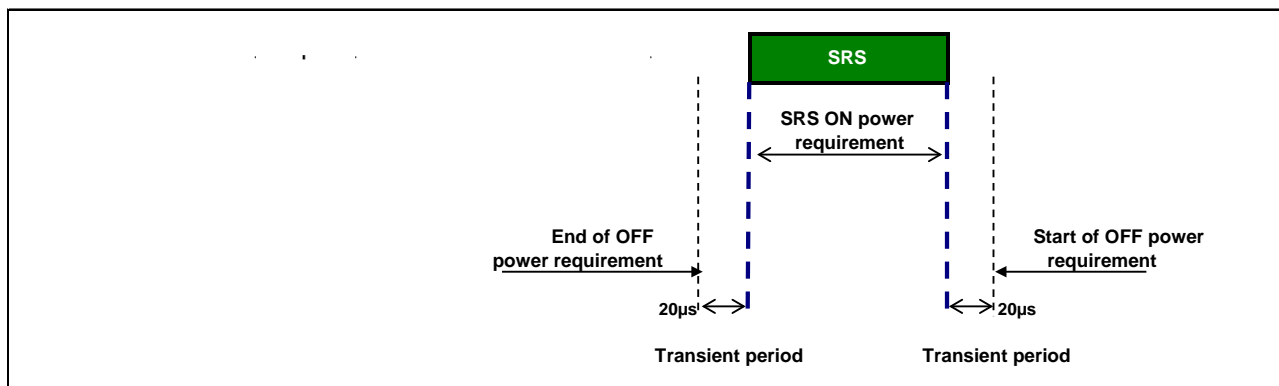 SRS
SRS ON power
requirement
End of OFF
power requirement
Start of OFF power
requirement
20µs
20µs
Transient period
Transient period